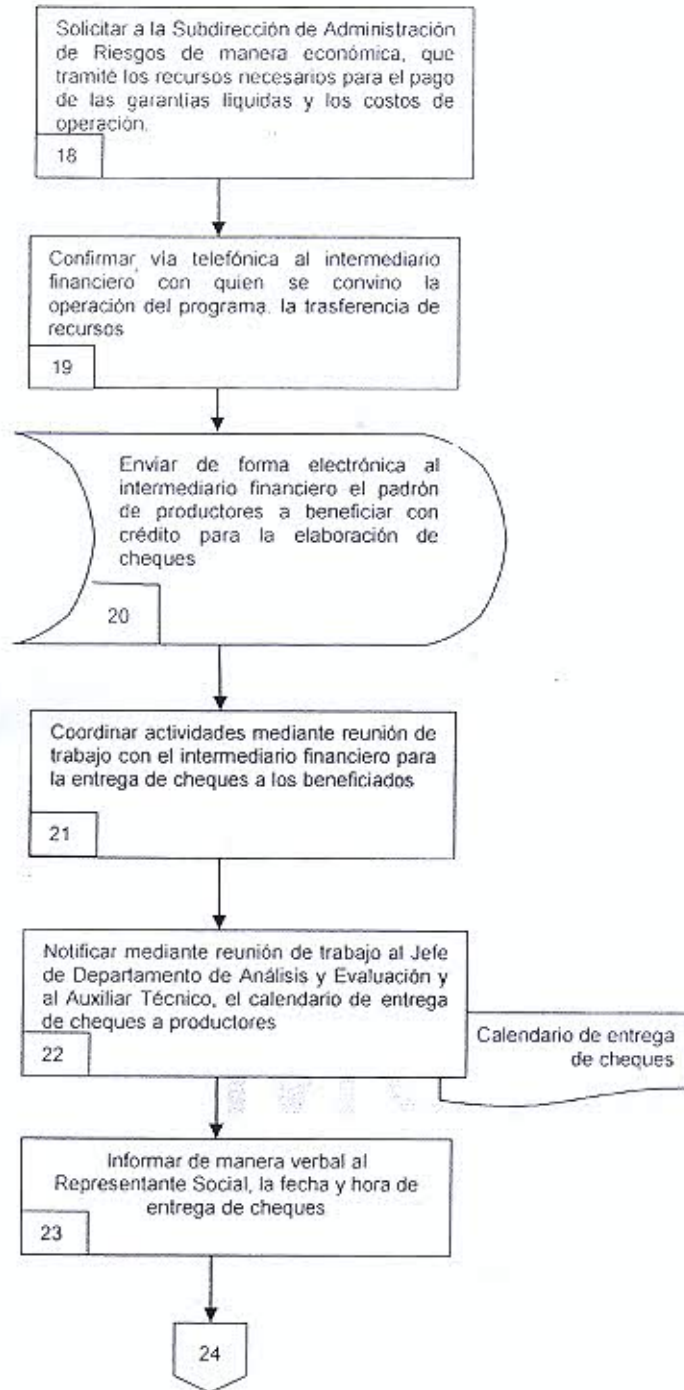 Solicitar a la Subdirección de Administración
de Riesgos de manera económica, que
tramité los recursos necesarios para el pago
de las garantías liquidas y los costos de
operación.
18
Confirmar vía telefónica al intermediario
financiero con quien se convino la
operación del programa. la trasferencia de
recursos
19
Enviar de forma electrónica al
intermediario financiero el padrón
de productores a beneficiar con
crédito para la elaboración de
cheques
20
Coordinar actividades mediante reunión de
trabajo con el intermediario financiero para
la entrega de cheques a los beneficiados
21
Notificar mediante reunión de trabajo al Jefe
de Departamento de Análisis y Evaluación y
al Auxiliar Técnico, el calendario de entrega
de cheques a productores
22
Calendario de entrega
de cheques
Informar de manera verbal al
Representante Social, la fecha y hora de
entrega de cheques
23
24